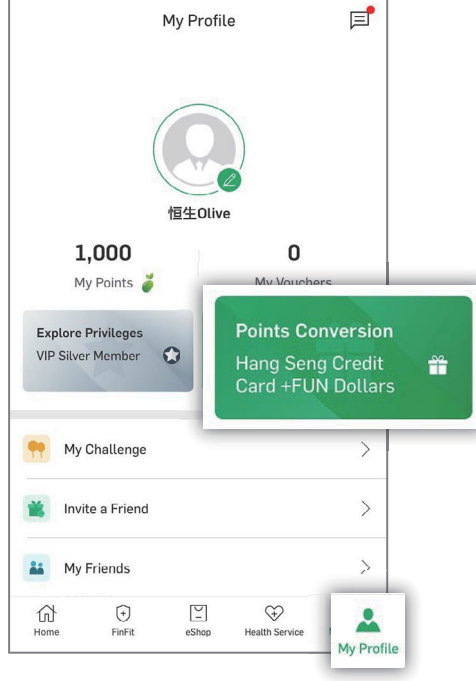 My Profile
恒生Olive
1,000
My Points
0
My Vouchers
Explore Privileges
VIP Silver Member
Points Conversion
Hang Seng Credit
Card +FUN Dollars
My Challenge
Invite a Friend
My Friends
Home
FinFit
eShop
Health Service
My Profile